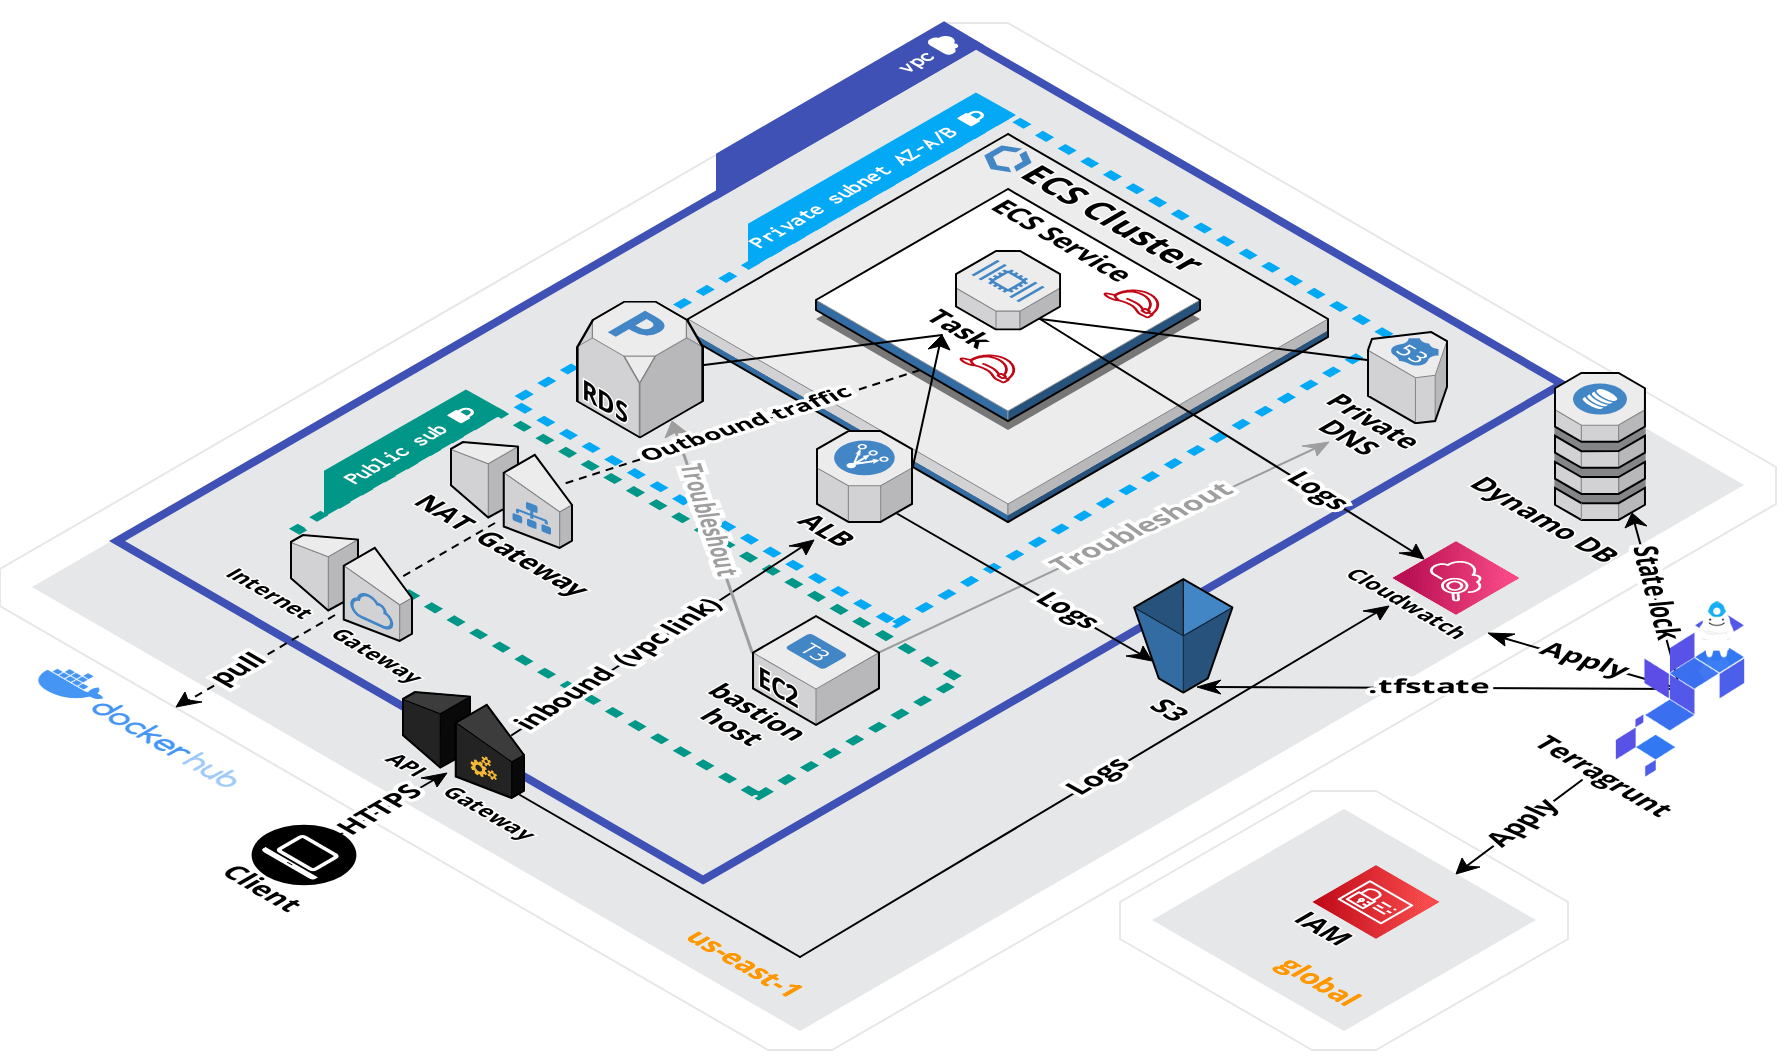 vpc
Private subnet AZ-A/B
ECS Cluster
ECS Service
Task
53
Private
DNS
P
RDS
Outbound traffic
Public sub
NAT
Gateway
Troubleshout
ALB
Troubleshout
Logs
Dynamo DB
Internet
Gateway
pull
docker hub
inbound (vpc link)
Logs
Cloudwatch
State lock
Apply
.tfstate
S3
T3
EC2
bastion
host
API
Gateway
HTTPS
Client
Logs
Terragrunt
Apply
IAM
us-east-1
global